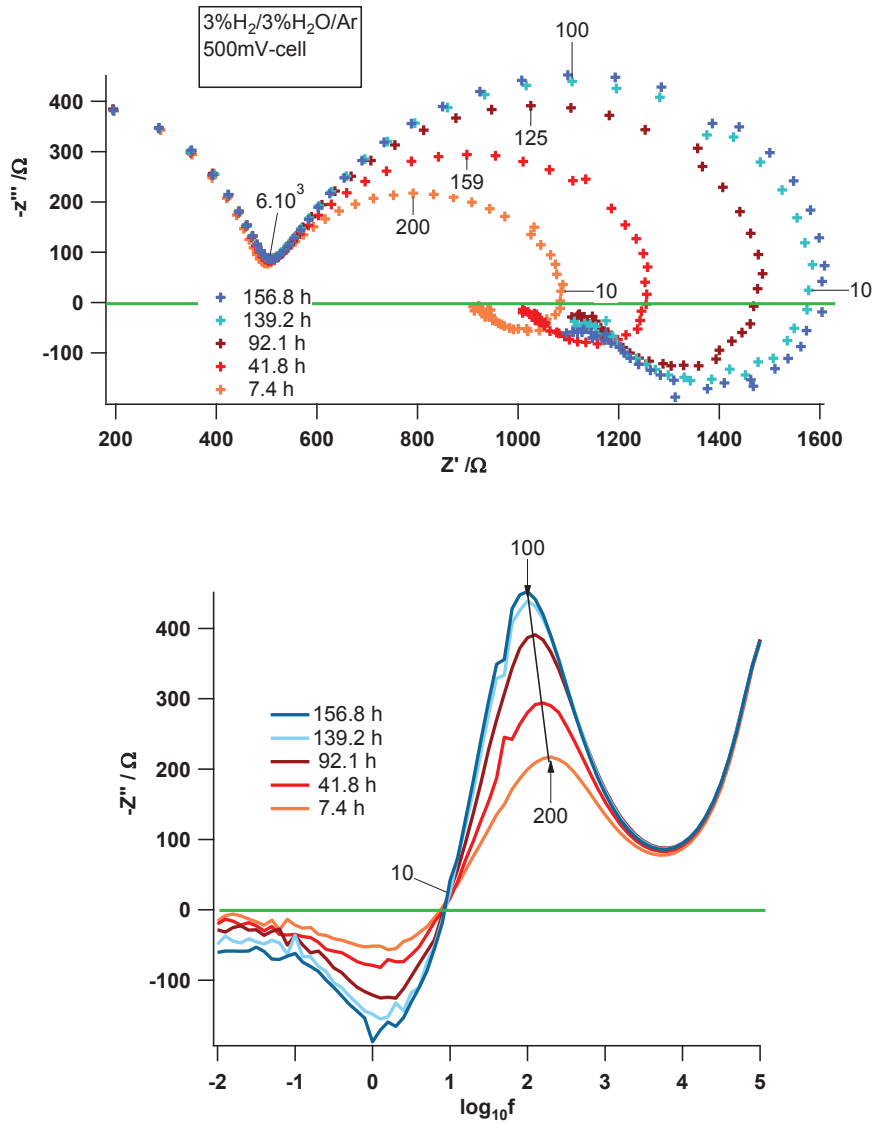 3%H₂/3%H₂O/Ar
500mV-cell
100
400
300
200
100
0
-100
-z'''/Ω
125
159
200
6.10³
10
10
156.8 h
139.2 h
92.1 h
41.8 h
7.4 h
200 400 600 800 1000 1200 1400 1600
Z' /Ω
100
400
300
200
100
0
-100
-Z'' / Ω
156.8 h
139.2 h
92.1 h
41.8 h
7.4 h
200
10
-2 -1 0 1 2 3 4 5
log₁₀f